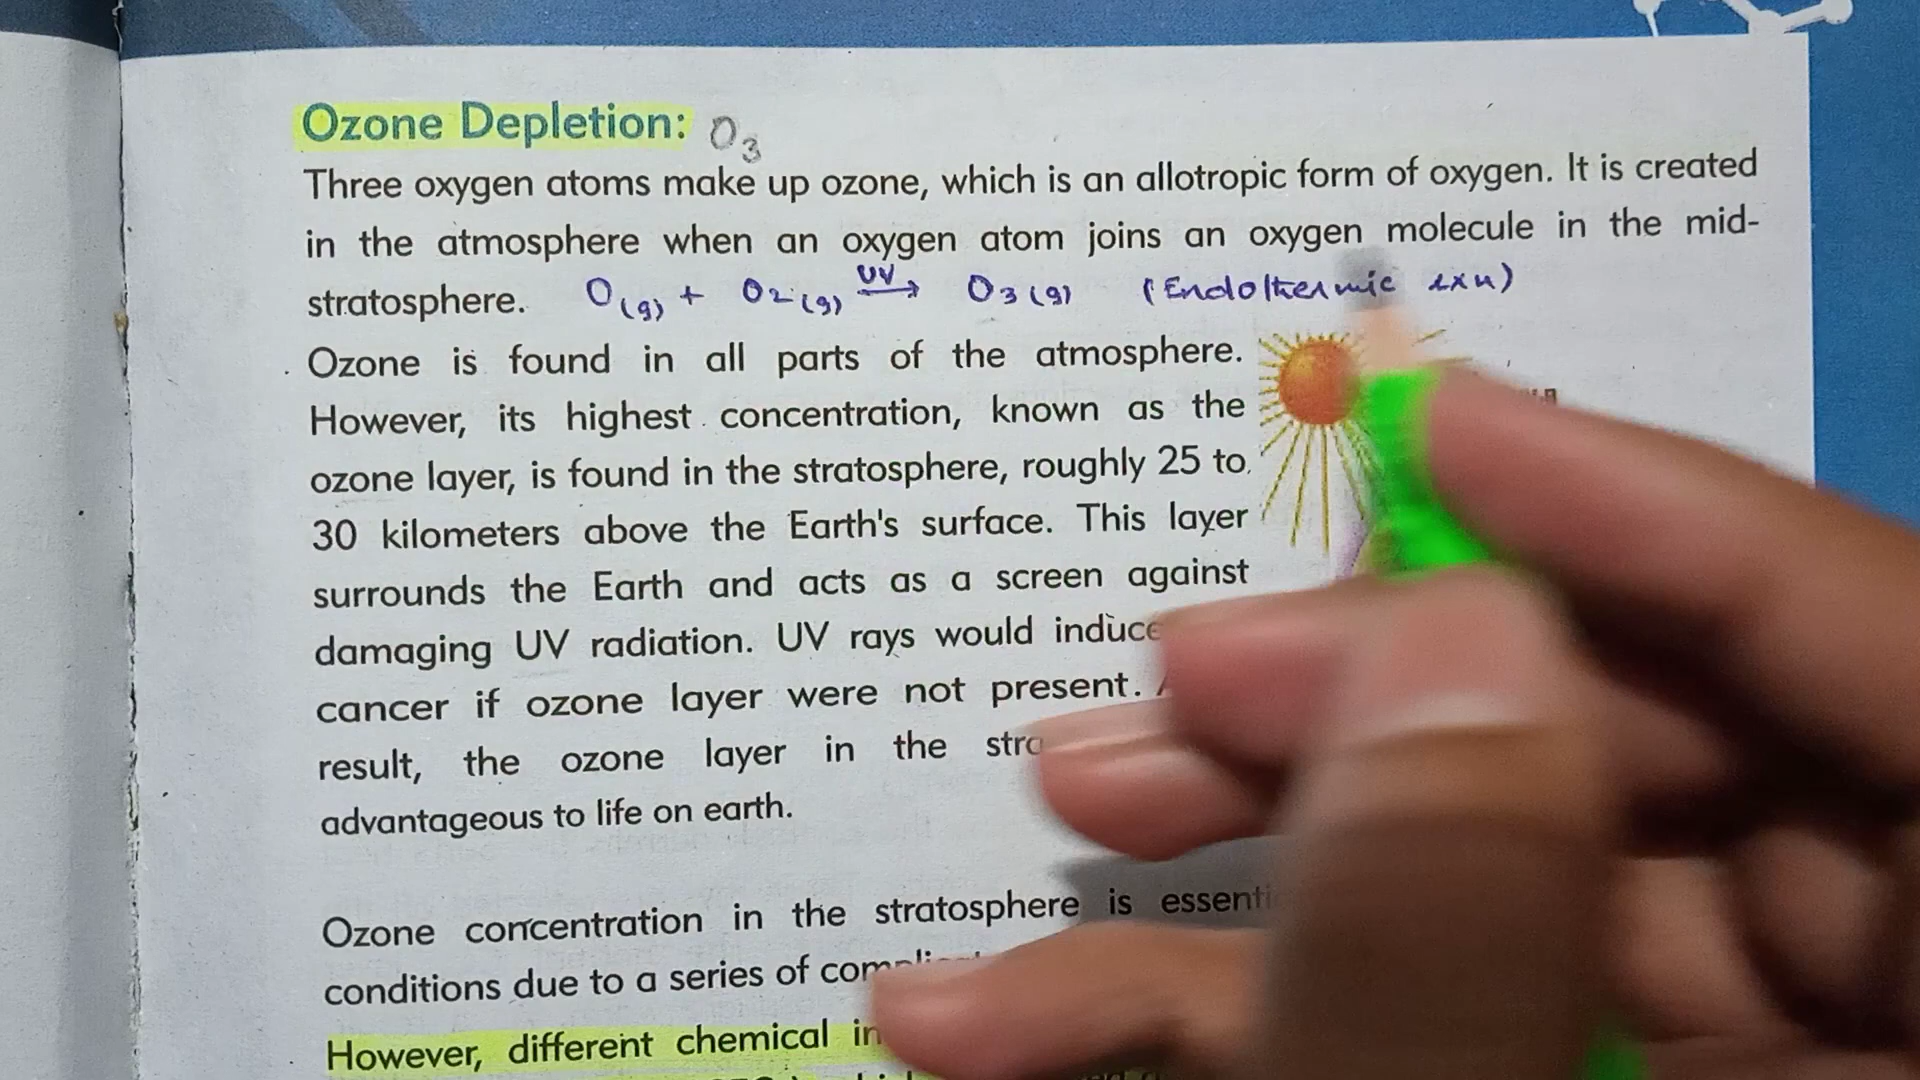 Ozone Depletion: O3
Three oxygen atoms make up ozone, which is an allotropic form of oxygen. It is created
in the atmosphere when an oxygen atom joins an oxygen molecule in the mid-
stratosphere. O(g) + O2(g) UV→ O3(g) (Endothermic rxn)
Ozone is found in all parts of the atmosphere.
However, its highest concentration, known as the
ozone layer, is found in the stratosphere, roughly 25 to
30 kilometers above the Earth's surface. This layer
surrounds the Earth and acts as a screen against
damaging UV radiation. UV rays would induce
cancer if ozone layer were not present.
result, the ozone layer in the
advantageous to life on earth.
Ozone concentration in the stratosphere is
conditions due to a series of
However, different chemical